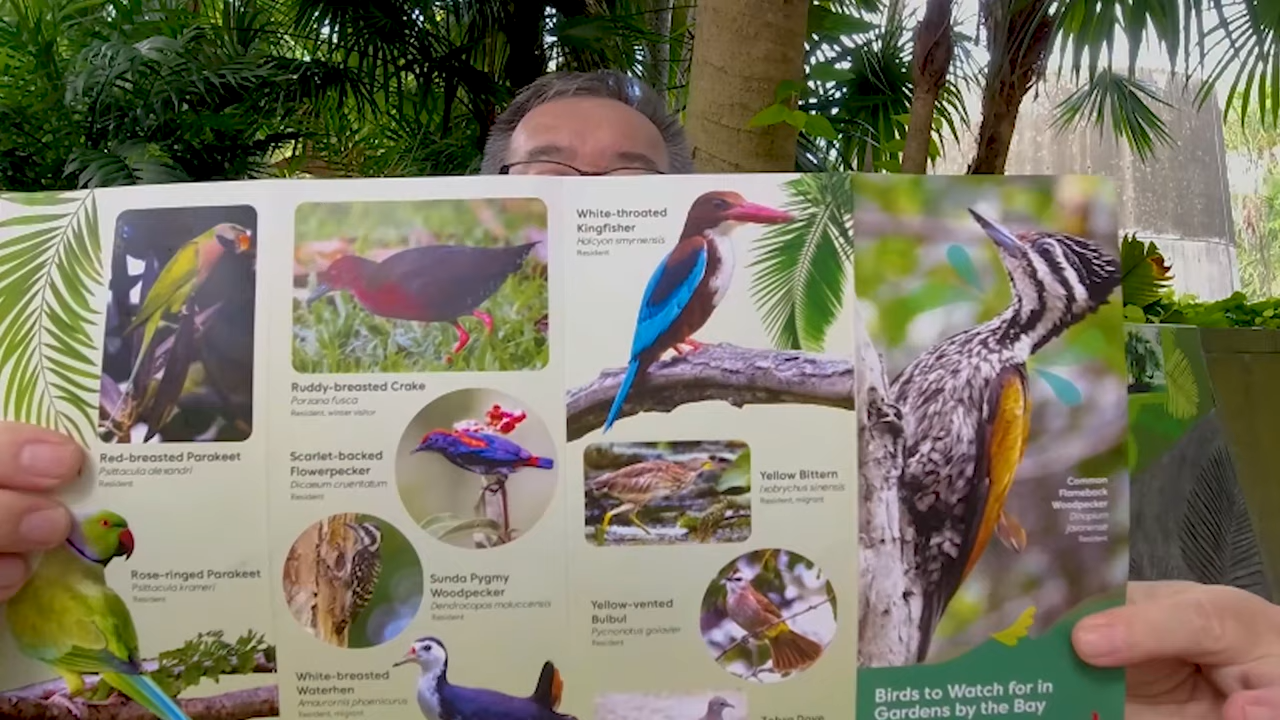 Red-breasted Parakeet
Psittacula alexandri
Resident
Rose-ringed Parakeet
Psittacula krameri
Resident
Ruddy-breasted Crake
Porzana fusca
Resident, winter visitor
Scarlet-backed
Flowerpecker
Dicaeum cruentatum
Resident
Sunda Pygmy
Woodpecker
Dendrocopos moluccensis
Resident
White-breasted
Waterhen
Amaurornis phoenicurus
Resident, migrant
White-throated
Kingfisher
Halcyon smyrnensis
Resident
Yellow Bittern
Ixobrychus sinensis
Resident, migrant
Yellow-vented
Bulbul
Pycnonotus goiavier
Resident
Zebra Dove
Common
Flameback
Woodpecker
Dinopium
javanense
Resident
Birds to Watch for in
Gardens by the Bay